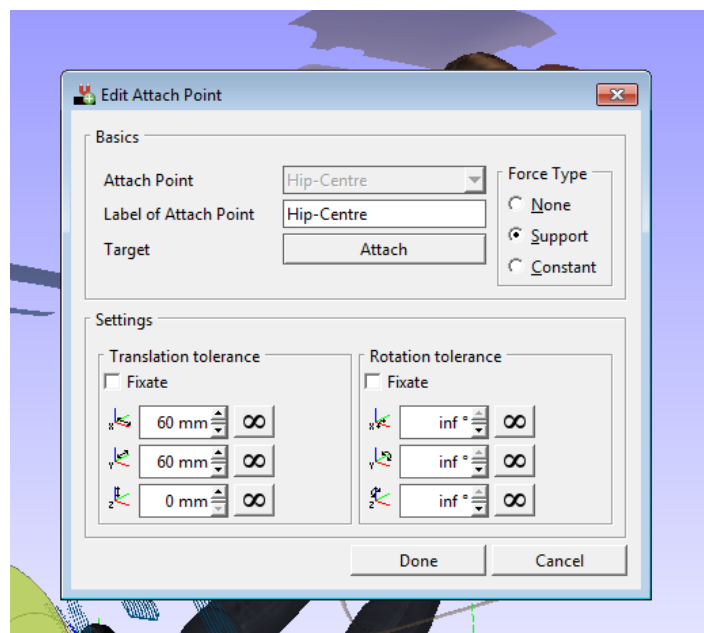 Edit Attach Point
Basics
Attach Point Hip-Centre
Label of Attach Point Hip-Centre
Target Attach
Force Type
None
Support
Constant
Settings
Translation tolerance
Fixate
x 60 mm ∞
y 60 mm ∞
z 0 mm ∞
Rotation tolerance
Fixate
x inf ° ∞
y inf ° ∞
z inf ° ∞
Done Cancel